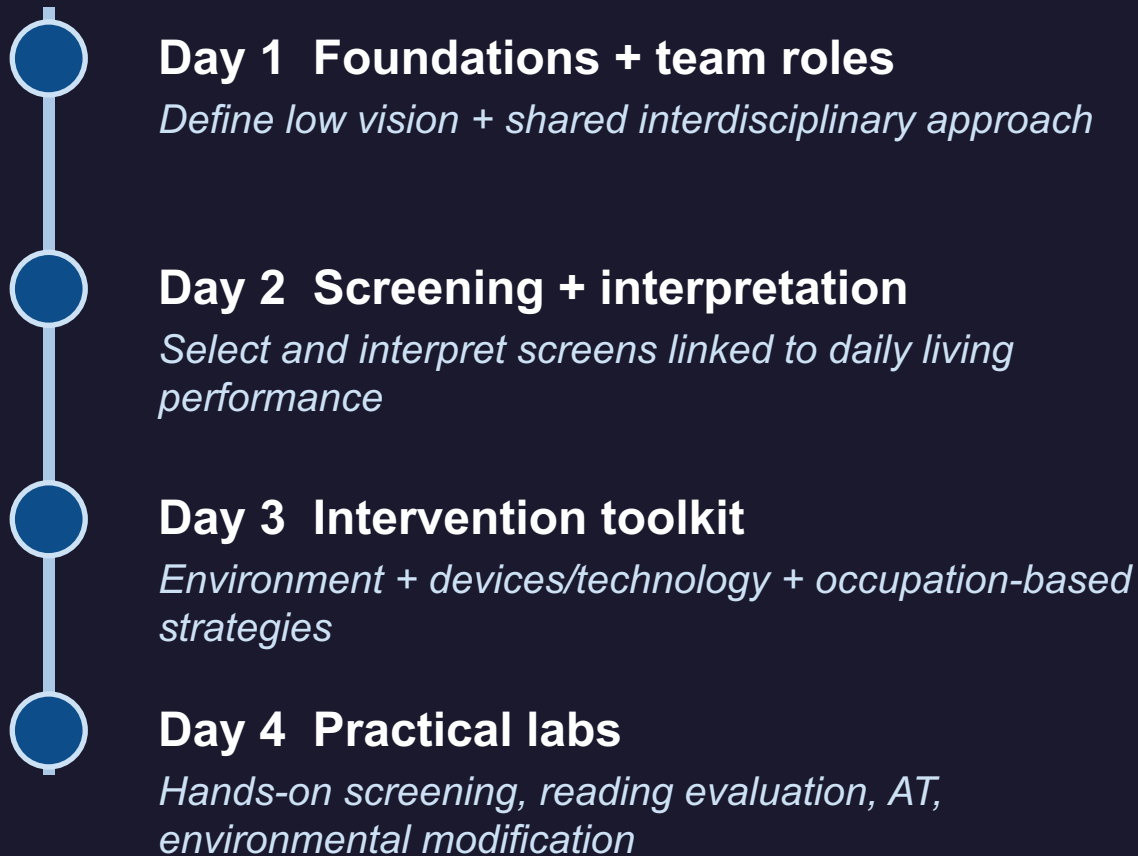 Day 1  Foundations + team roles
Define low vision + shared interdisciplinary approach
Day 2  Screening + interpretation
Select and interpret screens linked to daily living
performance
Day 3  Intervention toolkit
Environment + devices/technology + occupation-based
strategies
Day 4  Practical labs
Hands-on screening, reading evaluation, AT,
environmental modification